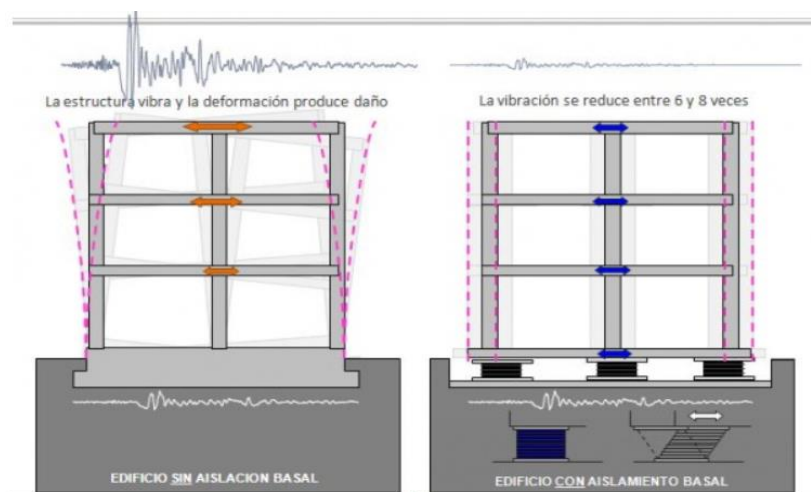 La estructura vibra y la deformación produce daño
La vibración se reduce entre 6 y 8 veces
EDIFICIO SIN AISLACION BASAL
EDIFICIO CON AISLAMIENTO BASAL